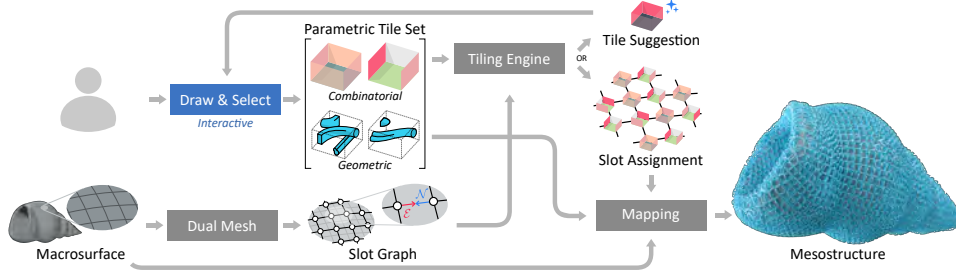 Parametric Tile Set
Tile Suggestion
Tiling Engine
OR
Draw & Select
Interactive
Combinatorial
Geometric
Slot Assignment
ℰ 𝒩
Dual Mesh
Mapping
Macrosurface
Slot Graph
Mesostructure